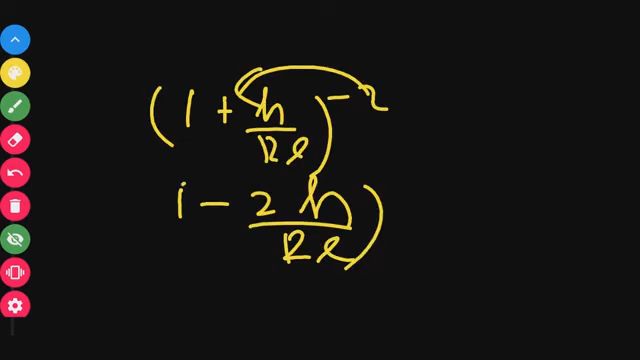 (1 + h/Re)^-2
1 - 2h/Re)